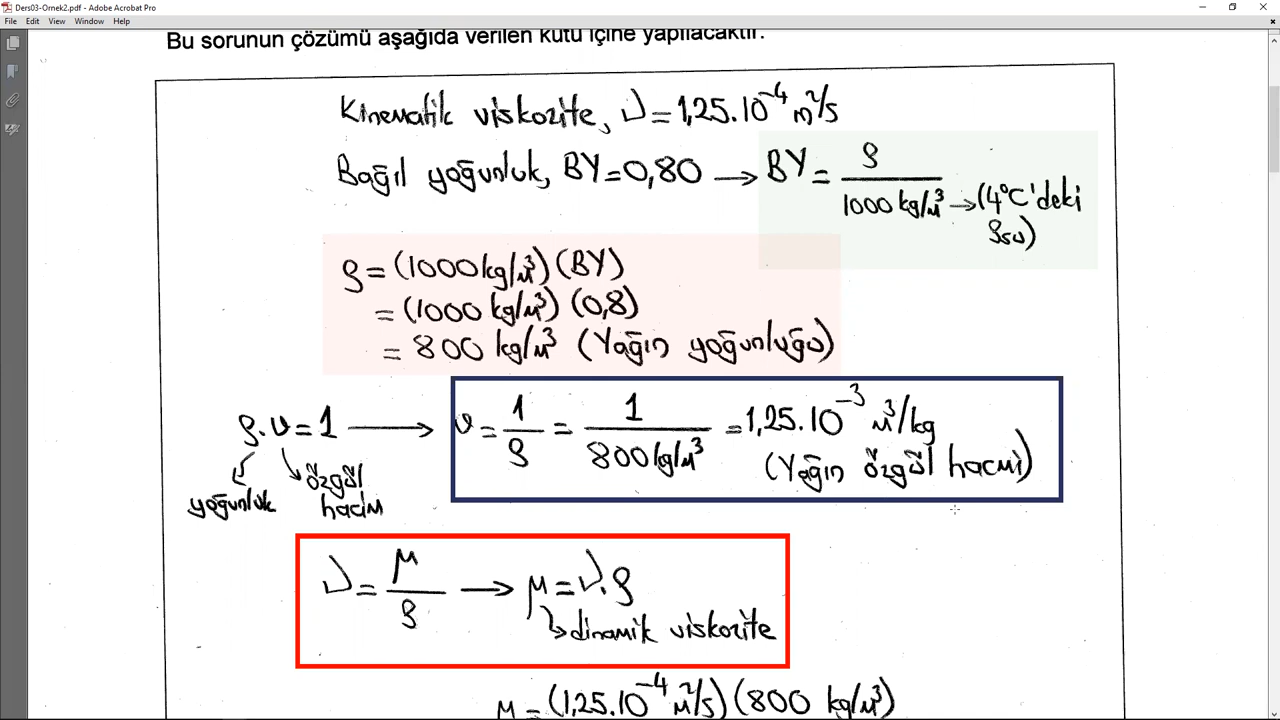 Ders03-Ornek2.pdf - Adobe Acrobat Pro
File Edit View Window Help
Bu sorunun çözümü aşağıda verilen kutu içine yapılacaktır.
Kinematik viskozite, ν = 1,25.10⁻⁴ m²/s
Bağıl yoğunluk, BY = 0,80 → BY = ρ / 1000 kg/m³ → (4°C'deki
ρsu)
ρ = (1000 kg/m³) (BY)
= (1000 kg/m³) (0,8)
= 800 kg/m³ (Yağın yoğunluğu)
ρ.v = 1 → v = 1/ρ = 1 / 800 kg/m³ = 1,25.10⁻³ m³/kg
(Yağın özgül hacmi)
yoğunluk
özgül
hacim
ν = μ/ρ → μ = ν.ρ
dinamik viskozite
μ = (1,25.10⁻⁴ m²/s) (800 kg/m³)